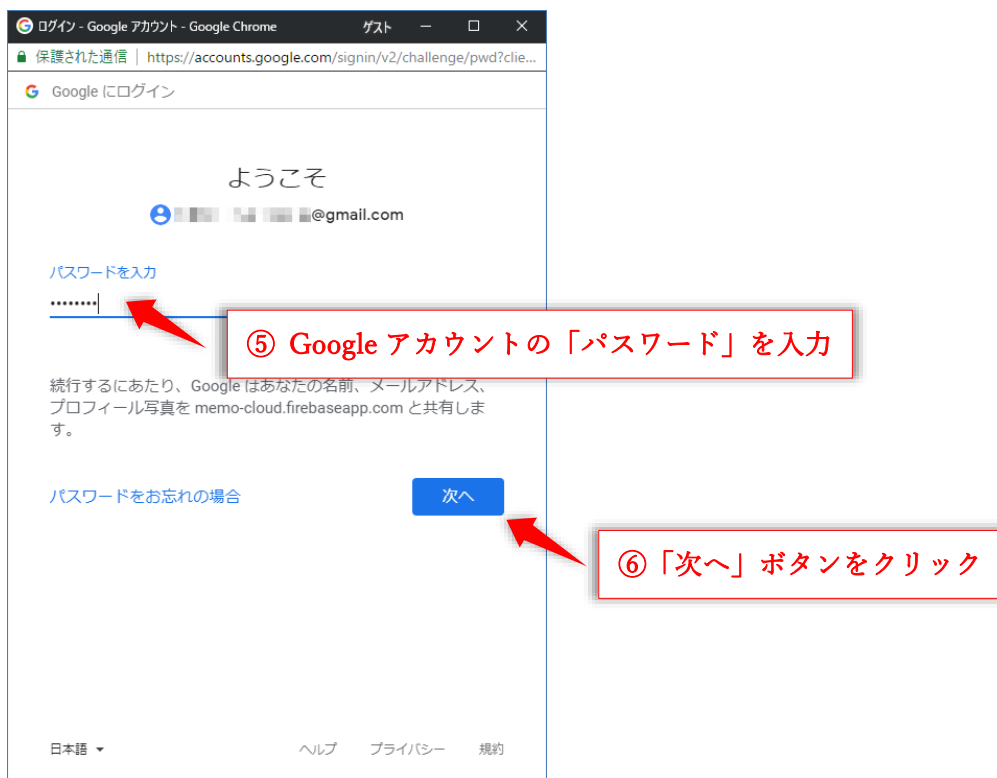 ログイン - Google アカウント - Google Chrome ゲスト
保護された通信 | https://accounts.google.com/signin/v2/challenge/pwd?clie...
Google にログイン
ようこそ
@gmail.com
パスワードを入力
••••••••
⑤ Google アカウントの「パスワード」を入力
続行するにあたり、Google はあなたの名前、メールアドレス、
プロフィール写真を memo-cloud.firebaseapp.com と共有しま
す。
パスワードをお忘れの場合 次へ
⑥「次へ」ボタンをクリック
日本語 ヘルプ プライバシー 規約